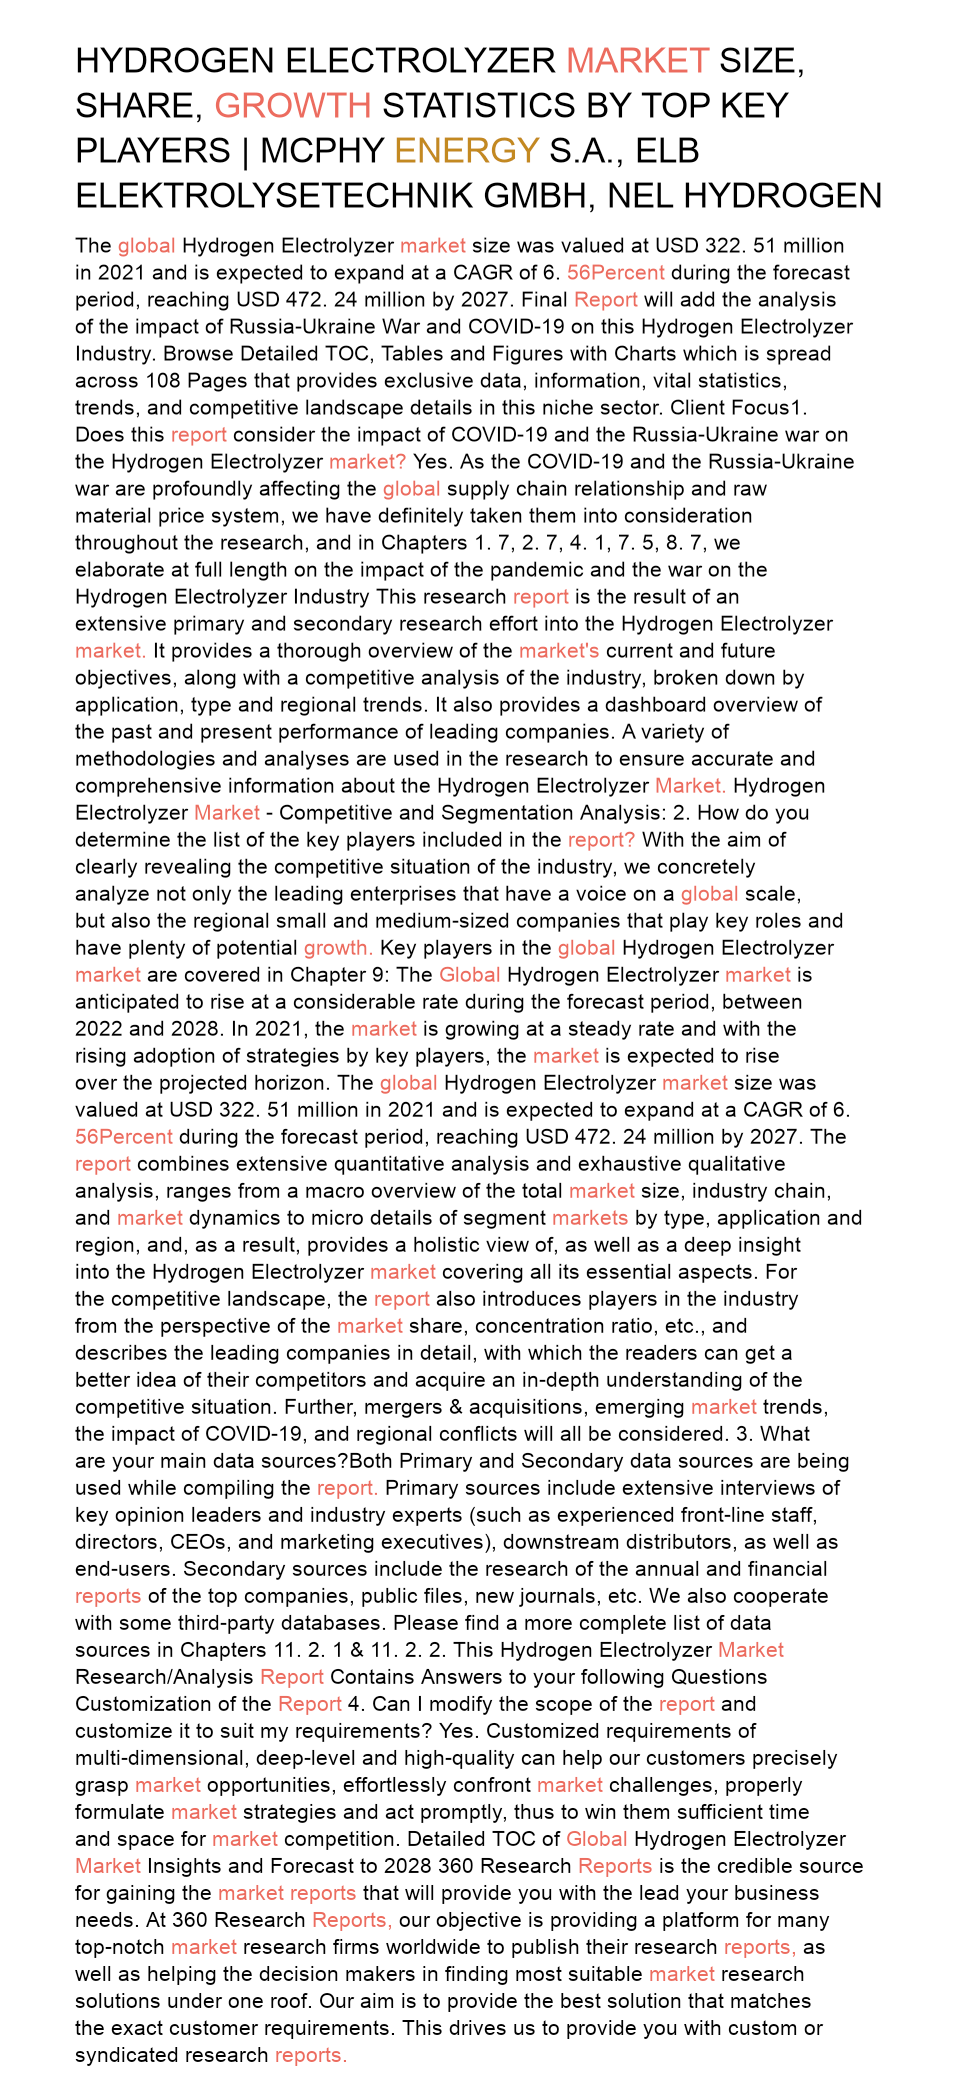 HYDROGEN ELECTROLYZER MARKET SIZE,
SHARE, GROWTH STATISTICS BY TOP KEY
PLAYERS | MCPHY ENERGY S.A., ELB
ELEKTROLYSETECHNIK GMBH, NEL HYDROGEN
The global Hydrogen Electrolyzer market size was valued at USD 322. 51 million
in 2021 and is expected to expand at a CAGR of 6. 56Percent during the forecast
period, reaching USD 472. 24 million by 2027. Final Report will add the analysis
of the impact of Russia-Ukraine War and COVID-19 on this Hydrogen Electrolyzer
Industry. Browse Detailed TOC, Tables and Figures with Charts which is spread
across 108 Pages that provides exclusive data, information, vital statistics,
trends, and competitive landscape details in this niche sector. Client Focus1.
Does this report consider the impact of COVID-19 and the Russia-Ukraine war on
the Hydrogen Electrolyzer market? Yes. As the COVID-19 and the Russia-Ukraine
war are profoundly affecting the global supply chain relationship and raw
material price system, we have definitely taken them into consideration
throughout the research, and in Chapters 1. 7, 2. 7, 4. 1, 7. 5, 8. 7, we
elaborate at full length on the impact of the pandemic and the war on the
Hydrogen Electrolyzer Industry This research report is the result of an
extensive primary and secondary research effort into the Hydrogen Electrolyzer
market. It provides a thorough overview of the market's current and future
objectives, along with a competitive analysis of the industry, broken down by
application, type and regional trends. It also provides a dashboard overview of
the past and present performance of leading companies. A variety of
methodologies and analyses are used in the research to ensure accurate and
comprehensive information about the Hydrogen Electrolyzer Market. Hydrogen
Electrolyzer Market - Competitive and Segmentation Analysis: 2. How do you
determine the list of the key players included in the report? With the aim of
clearly revealing the competitive situation of the industry, we concretely
analyze not only the leading enterprises that have a voice on a global scale,
but also the regional small and medium-sized companies that play key roles and
have plenty of potential growth. Key players in the global Hydrogen Electrolyzer
market are covered in Chapter 9: The Global Hydrogen Electrolyzer market is
anticipated to rise at a considerable rate during the forecast period, between
2022 and 2028. In 2021, the market is growing at a steady rate and with the
rising adoption of strategies by key players, the market is expected to rise
over the projected horizon. The global Hydrogen Electrolyzer market size was
valued at USD 322. 51 million in 2021 and is expected to expand at a CAGR of 6.
56Percent during the forecast period, reaching USD 472. 24 million by 2027. The
report combines extensive quantitative analysis and exhaustive qualitative
analysis, ranges from a macro overview of the total market size, industry chain,
and market dynamics to micro details of segment markets by type, application and
region, and, as a result, provides a holistic view of, as well as a deep insight
into the Hydrogen Electrolyzer market covering all its essential aspects. For
the competitive landscape, the report also introduces players in the industry
from the perspective of the market share, concentration ratio, etc., and
describes the leading companies in detail, with which the readers can get a
better idea of their competitors and acquire an in-depth understanding of the
competitive situation. Further, mergers & acquisitions, emerging market trends,
the impact of COVID-19, and regional conflicts will all be considered. 3. What
are your main data sources?Both Primary and Secondary data sources are being
used while compiling the report. Primary sources include extensive interviews of
key opinion leaders and industry experts (such as experienced front-line staff,
directors, CEOs, and marketing executives), downstream distributors, as well as
end-users. Secondary sources include the research of the annual and financial
reports of the top companies, public files, new journals, etc. We also cooperate
with some third-party databases. Please find a more complete list of data
sources in Chapters 11. 2. 1 & 11. 2. 2. This Hydrogen Electrolyzer Market
Research/Analysis Report Contains Answers to your following Questions
Customization of the Report 4. Can I modify the scope of the report and
customize it to suit my requirements? Yes. Customized requirements of
multi-dimensional, deep-level and high-quality can help our customers precisely
grasp market opportunities, effortlessly confront market challenges, properly
formulate market strategies and act promptly, thus to win them sufficient time
and space for market competition. Detailed TOC of Global Hydrogen Electrolyzer
Market Insights and Forecast to 2028 360 Research Reports is the credible source
for gaining the market reports that will provide you with the lead your business
needs. At 360 Research Reports, our objective is providing a platform for many
top-notch market research firms worldwide to publish their research reports, as
well as helping the decision makers in finding most suitable market research
solutions under one roof. Our aim is to provide the best solution that matches
the exact customer requirements. This drives us to provide you with custom or
syndicated research reports.